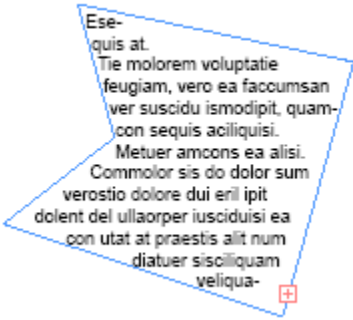 Ese-
quis at.
Tie molorem voluptatie
feugiam, vero ea faccumsan
ver suscidu ismodipit, quam-
con sequis aciliquisi.
Metuer amcons ea alisi.
Commolor sis do dolor sum
verostio dolore dui eril ipit
dolent del ullaorper iusciduisi ea
con utat at praestis alit num
diatuer sisciliquam
veliqua-